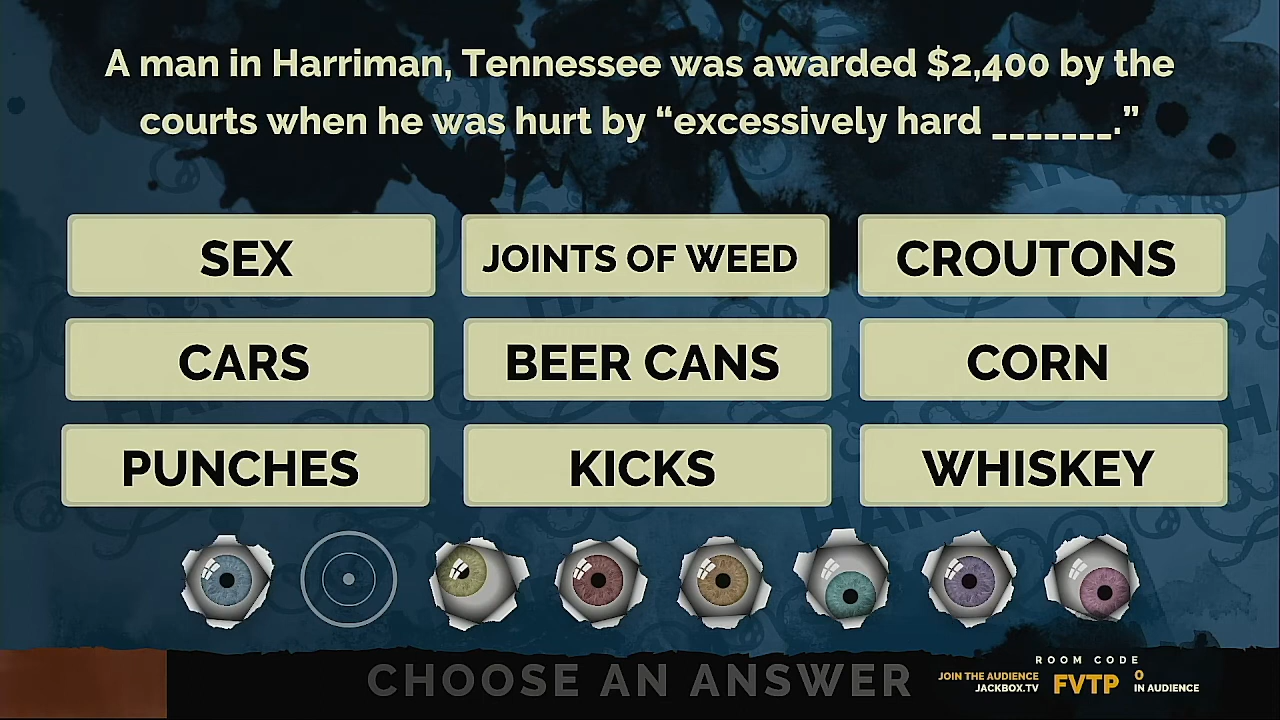 A man in Harriman, Tennessee was awarded $2,400 by the
courts when he was hurt by “excessively hard _______.”
SEX
JOINTS OF WEED
CROUTONS
CARS
BEER CANS
CORN
PUNCHES
KICKS
WHISKEY
CHOOSE AN ANSWER
ROOM CODE
JOIN THE AUDIENCE
JACKBOX.TV
FVTP
0
IN AUDIENCE